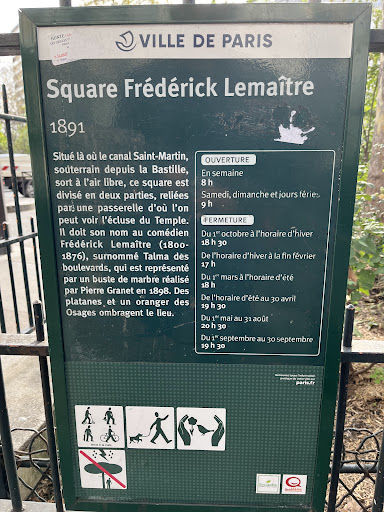 VILLE DE PARIS
Square Frédérick Lemaître
1891
Situé là où le canal Saint-Martin,
souterrain depuis la Bastille,
sort à l'air libre, ce square est
divisé en deux parties, reliées
par une passerelle d'où l'on
peut voir l'écluse du Temple.
Il doit son nom au comédien
Frédérick Lemaître (1800-
1876), surnommé Talma des
boulevards, qui est représenté
par un buste de marbre réalisé
par Pierre Granet en 1898. Des
platanes et un oranger des
Osages ombragent le lieu.
OUVERTURE
En semaine
8 h
Samedi, dimanche et jours fériés
9 h
FERMETURE
Du 1er octobre à l'horaire d'hiver
18 h 30
De l'horaire d'hiver à la fin février
17 h
Du 1er mars à l'horaire d'été
18 h
De l'horaire d'été au 30 avril
19 h 30
Du 1er mai au 31 août
20 h 30
Du 1er septembre au 30 septembre
19 h 30
paris.fr